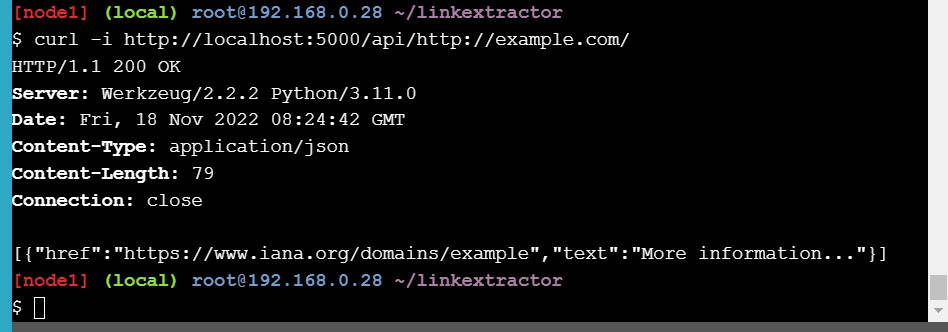 [node1] (local) root@192.168.0.28 ~/linkextractor
$ curl -i http://localhost:5000/api/http://example.com/
HTTP/1.1 200 OK
Server: Werkzeug/2.2.2 Python/3.11.0
Date: Fri, 18 Nov 2022 08:24:42 GMT
Content-Type: application/json
Content-Length: 79
Connection: close

[{"href":"https://www.iana.org/domains/example","text":"More information..."}]
[node1] (local) root@192.168.0.28 ~/linkextractor
$